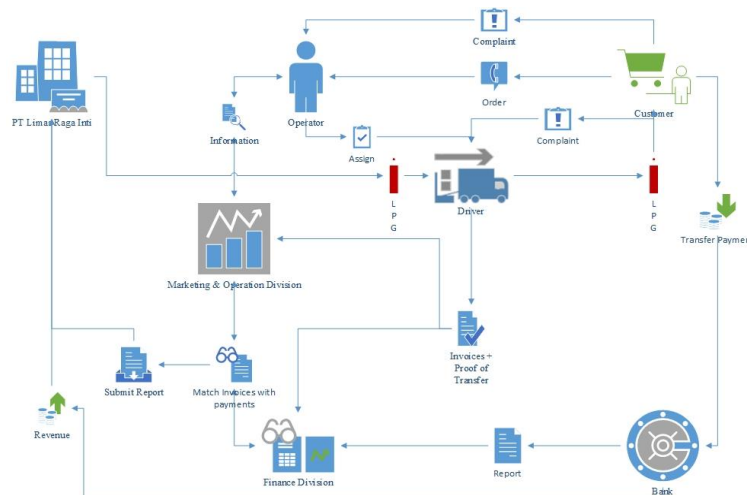 Complaint
Order
Customer
PT Limas Raga Inti
Operator
Information
Assign
Complaint
L
P
G
Driver
L
P
G
Transfer Paymen
Marketing & Operation Division
Invoices +
Proof of
Transfer
Submit Report
Match Invoices with
payments
Revenue
Finance Division
Report
Bank